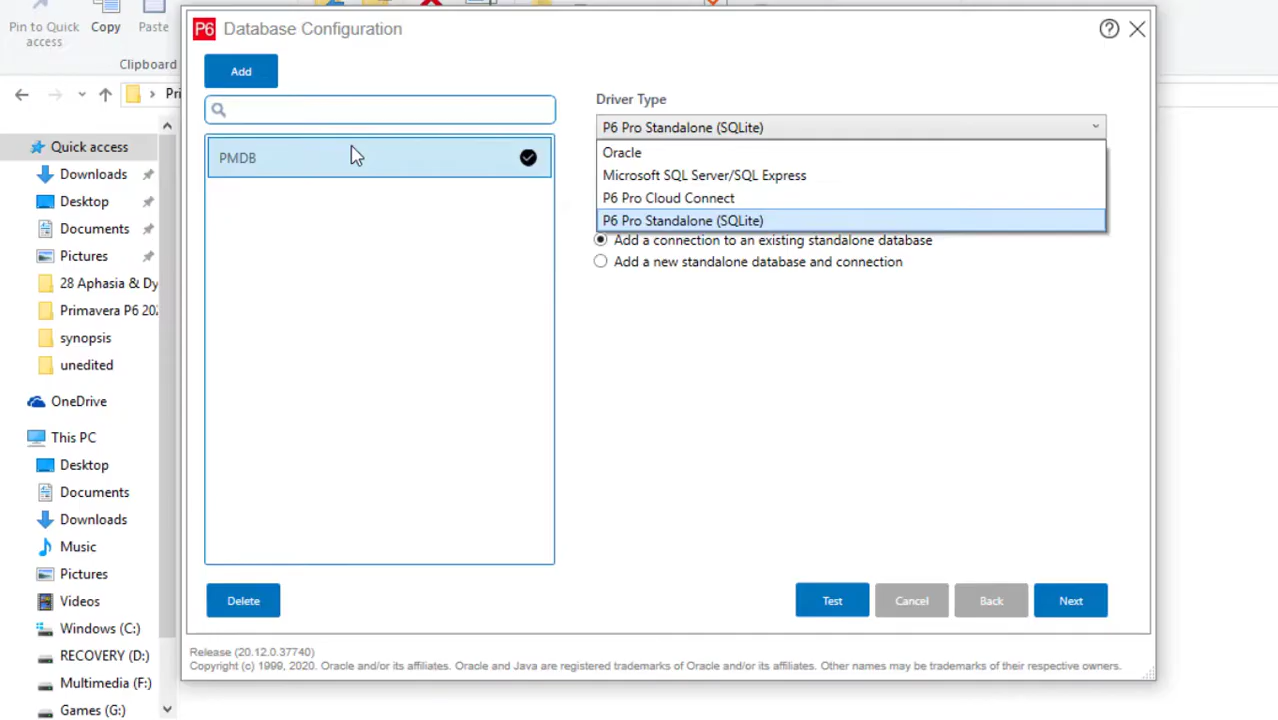 Pin to Quick
access
Copy
Paste
Clipboard
P6 Database Configuration
Add
Driver Type
P6 Pro Standalone (SQLite)
PMDB
Oracle
Microsoft SQL Server/SQL Express
P6 Pro Cloud Connect
P6 Pro Standalone (SQLite)
Add a connection to an existing standalone database
Add a new standalone database and connection
Delete
Test
Cancel
Back
Next
Release (20.12.0.37740)
Copyright (c) 1999, 2020. Oracle and/or its affiliates. Oracle and Java are registered trademarks of Oracle and/or its affiliates. Other names may be trademarks of their respective owners.
Pri
Quick access
Downloads
Desktop
Documents
Pictures
28 Aphasia & Dy
Primavera P6 202
synopsis
unedited
OneDrive
This PC
Desktop
Documents
Downloads
Music
Pictures
Videos
Windows (C:)
RECOVERY (D:)
Multimedia (F:)
Games (G:)